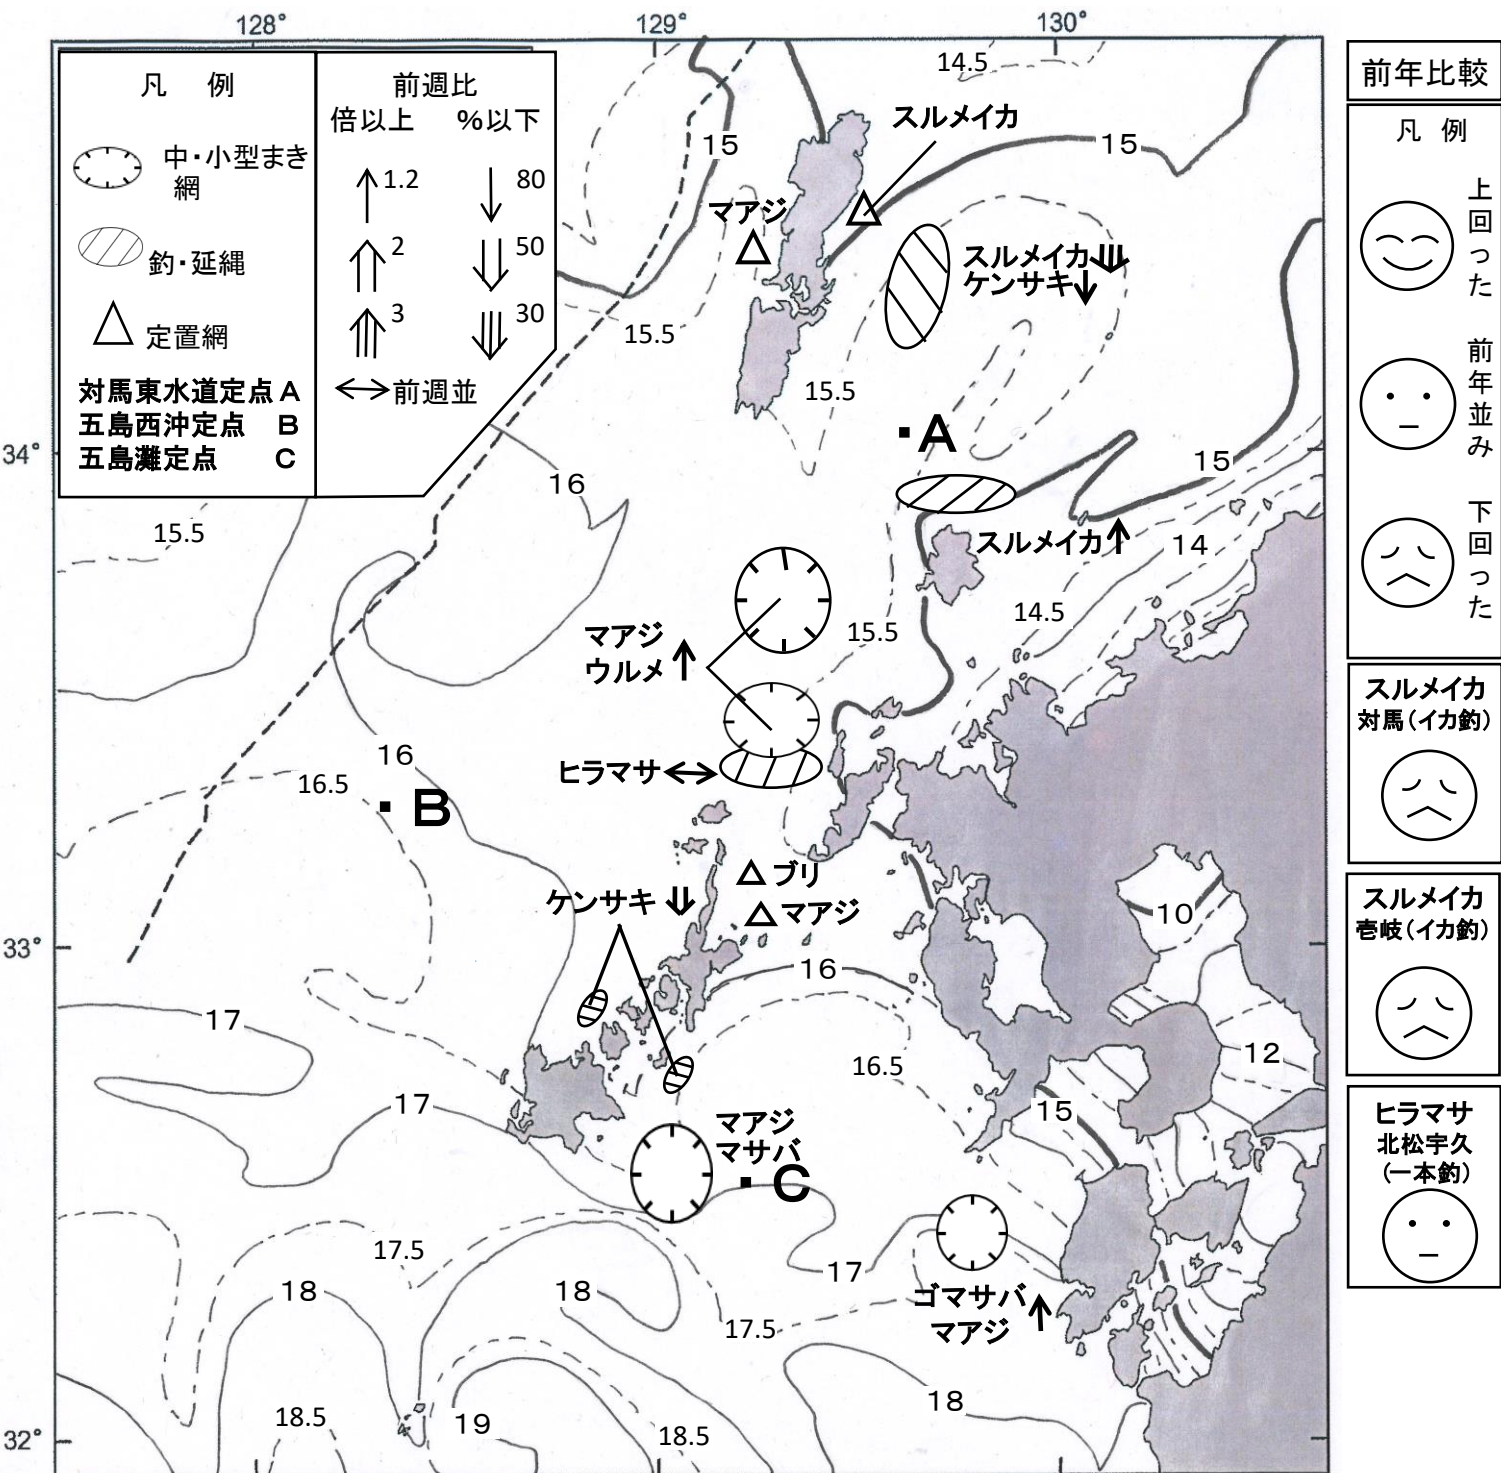 128°
129°
130°
34°
33°
32°
凡 例
中・小型まき
網
釣・延縄
定置網
対馬東水道定点 A
五島西沖定点 B
五島灘定点 C
前週比
倍以上 %以下
1.2 80
2 50
3 30
前週並
14.5
スルメイカ
15
15
マアジ
スルメイカ
ケンサキ
15.5
15.5
A
15
16
15.5
スルメイカ
14
14.5
15.5
マアジ
ウルメ
16
ヒラマサ
16.5
B
ブリ
ケンサキ
マアジ
10
16
17
12
16.5
17
15
マアジ
マサバ
C
17.5
17
18
18
ゴマサバ
マアジ
17.5
18
18.5
19
18.5
前年比較
凡 例
上回った
前年並み
下回った
スルメイカ
対馬(イカ釣)
スルメイカ
壱岐(イカ釣)
ヒラマサ
北松宇久
(一本釣)